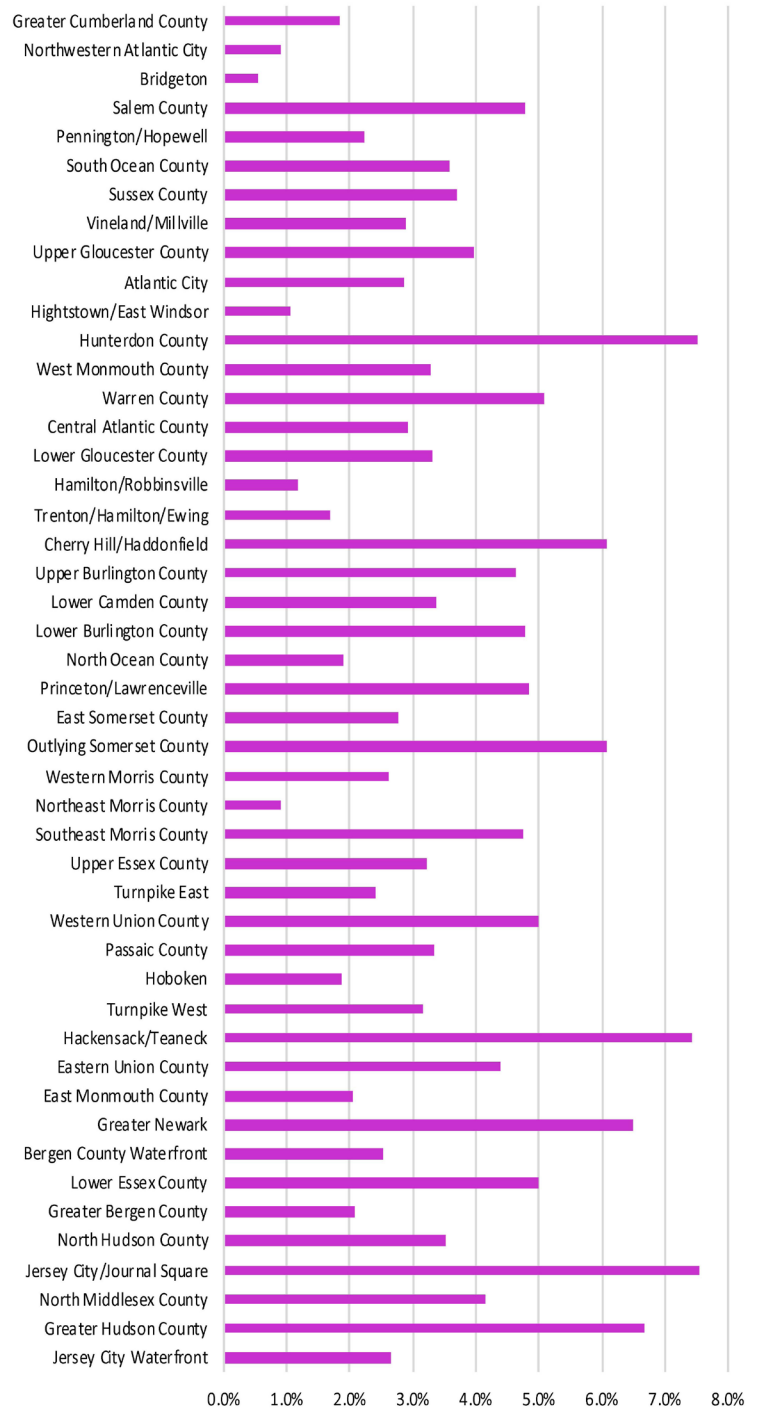 Greater Cumberland County
Northwestern Atlantic City
Bridgeton
Salem County
Pennington/Hopewell
South Ocean County
Sussex County
Vineland/Millville
Upper Gloucester County
Atlantic City
Hightstown/East Windsor
Hunterdon County
West Monmouth County
Warren County
Central Atlantic County
Lower Gloucester County
Hamilton/Robbinsville
Trenton/Hamilton/Ewing
Cherry Hill/Haddonfield
Upper Burlington County
Lower Camden County
Lower Burlington County
North Ocean County
Princeton/Lawrenceville
East Somerset County
Outlying Somerset County
Western Morris County
Northeast Morris County
Southeast Morris County
Upper Essex County
Turnpike East
Western Union County
Passaic County
Hoboken
Turnpike West
Hackensack/Teaneck
Eastern Union County
East Monmouth County
Greater Newark
Bergen County Waterfront
Lower Essex County
Greater Bergen County
North Hudson County
Jersey City/Journal Square
North Middlesex County
Greater Hudson County
Jersey City Waterfront
0.0% 1.0% 2.0% 3.0% 4.0% 5.0% 6.0% 7.0% 8.0%